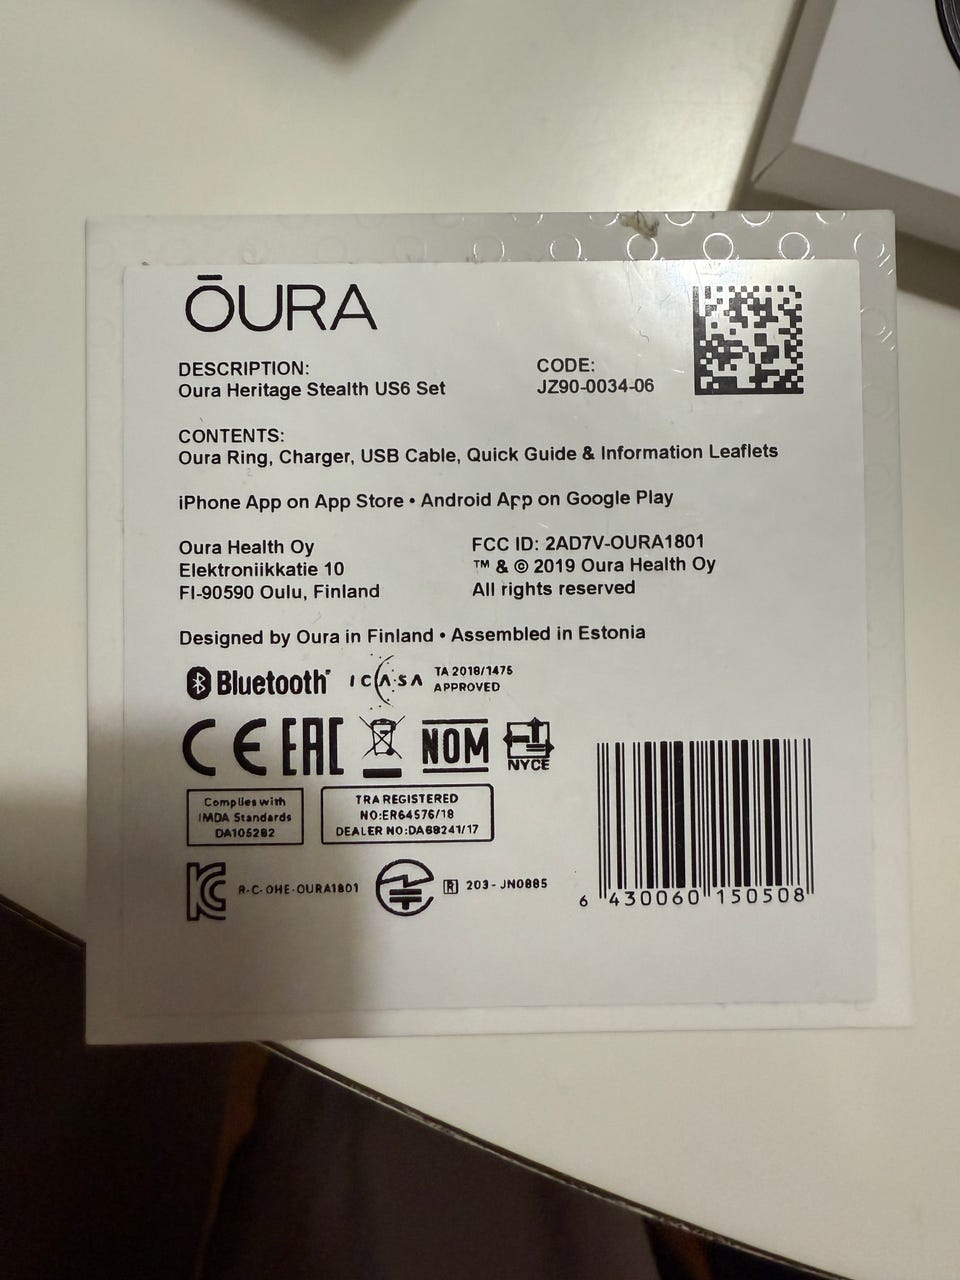 ŌURA
DESCRIPTION:
Oura Heritage Stealth US6 Set
CODE:
JZ90-0034-06
CONTENTS:
Oura Ring, Charger, USB Cable, Quick Guide & Information Leaflets
iPhone App on App Store • Android App on Google Play
Oura Health Oy
Elektroniikkatie 10
FI-90590 Oulu, Finland
FCC ID: 2AD7V-OURA1801
™ & © 2019 Oura Health Oy
All rights reserved
Designed by Oura in Finland • Assembled in Estonia
Bluetooth®
ICASA
TA 2018/1475
APPROVED
CE EAC NOM NYCE
Complies with
IMDA Standards
DA105282
TRA REGISTERED
NO:ER64576/18
DEALER NO:DA68241/17
KC R-C-OHE-OURA1801
R 203-JN0885
6 430060 150508